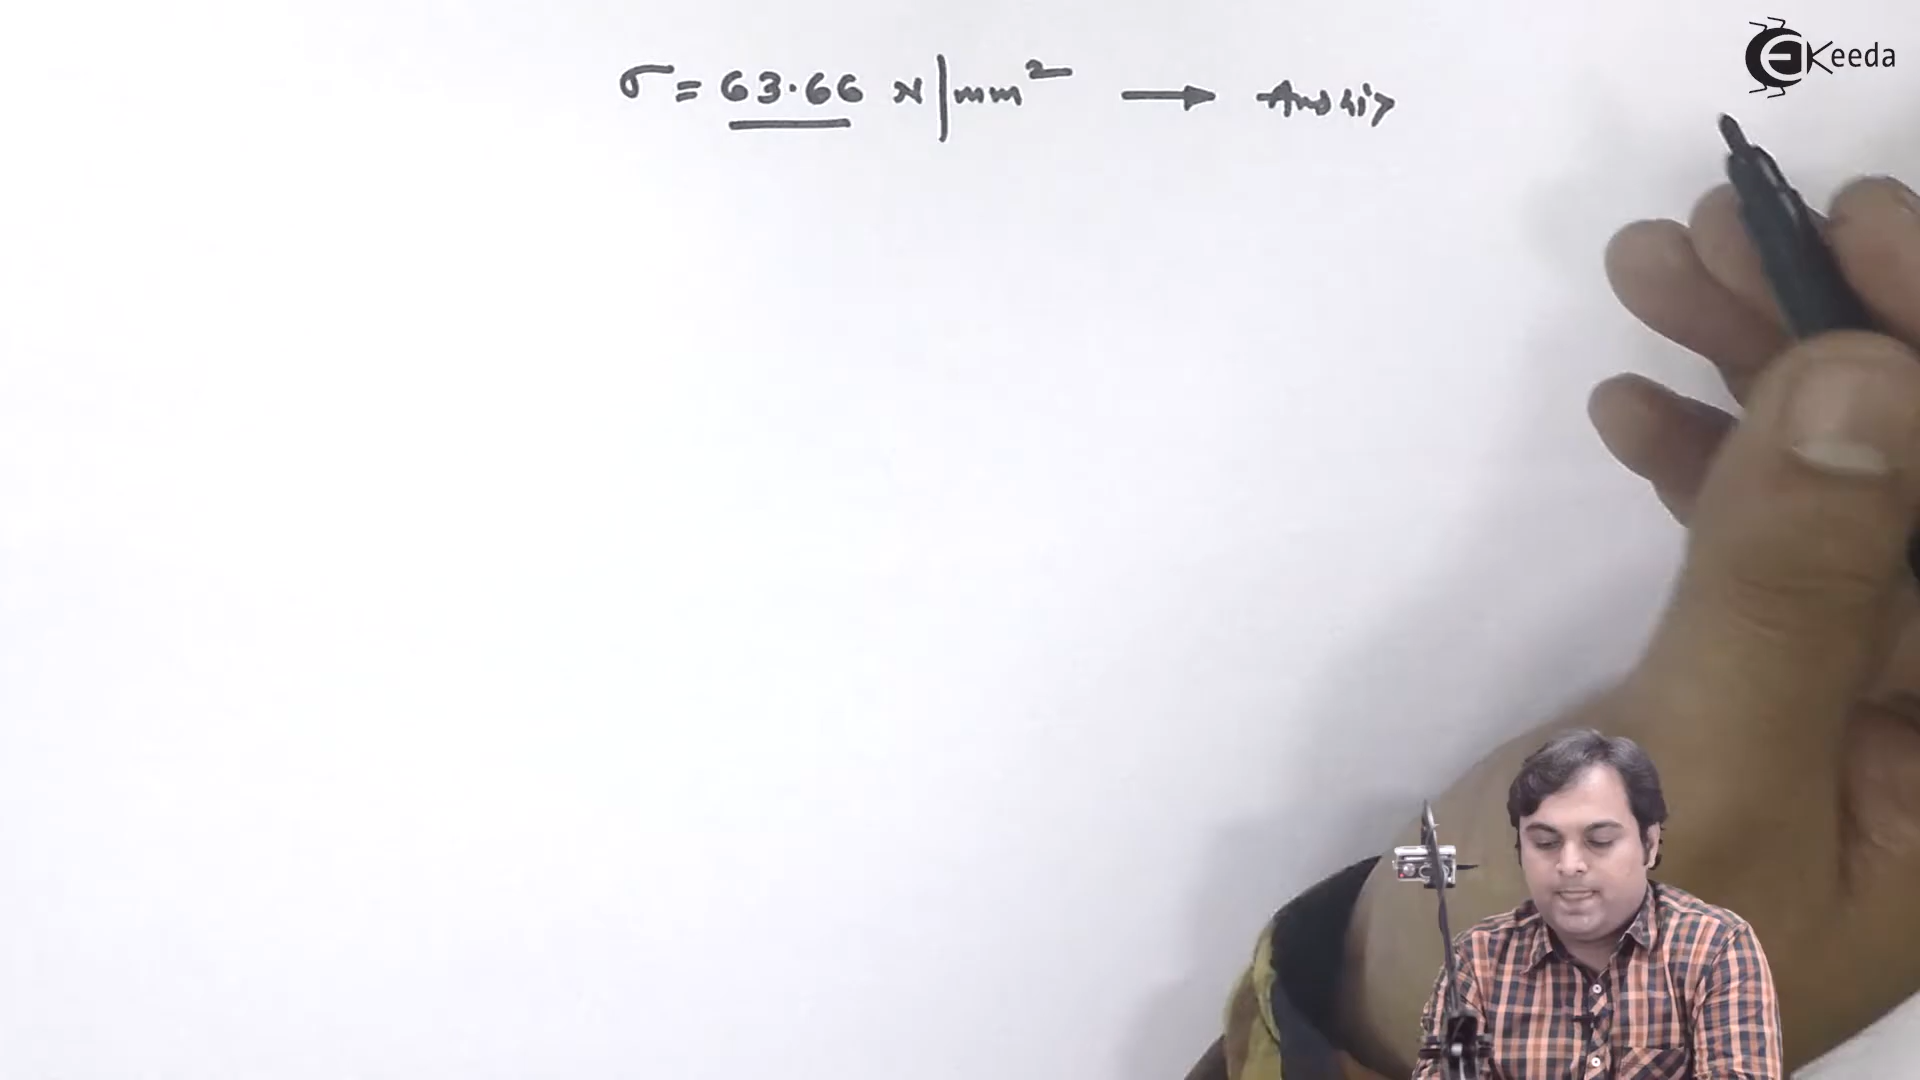 Ekeeda
σ = 63.66 N/mm² → Ans (i)